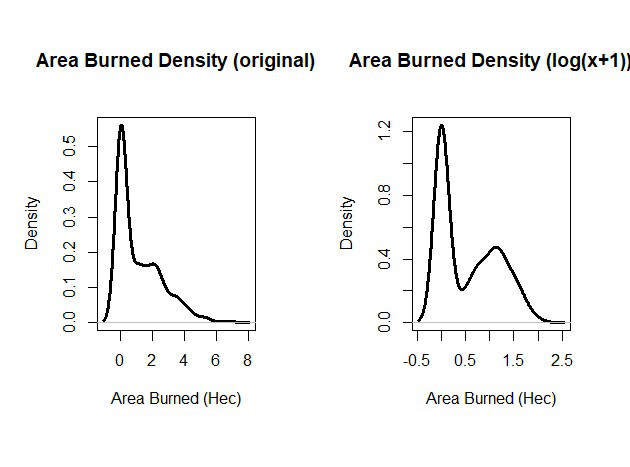 Area Burned Density (original)
Density
0.0 0.1 0.2 0.3 0.4 0.5
0 2 4 6 8
Area Burned (Hec)
Area Burned Density (log(x+1))
Density
0.0 0.4 0.8 1.2
-0.5 0.5 1.5 2.5
Area Burned (Hec)